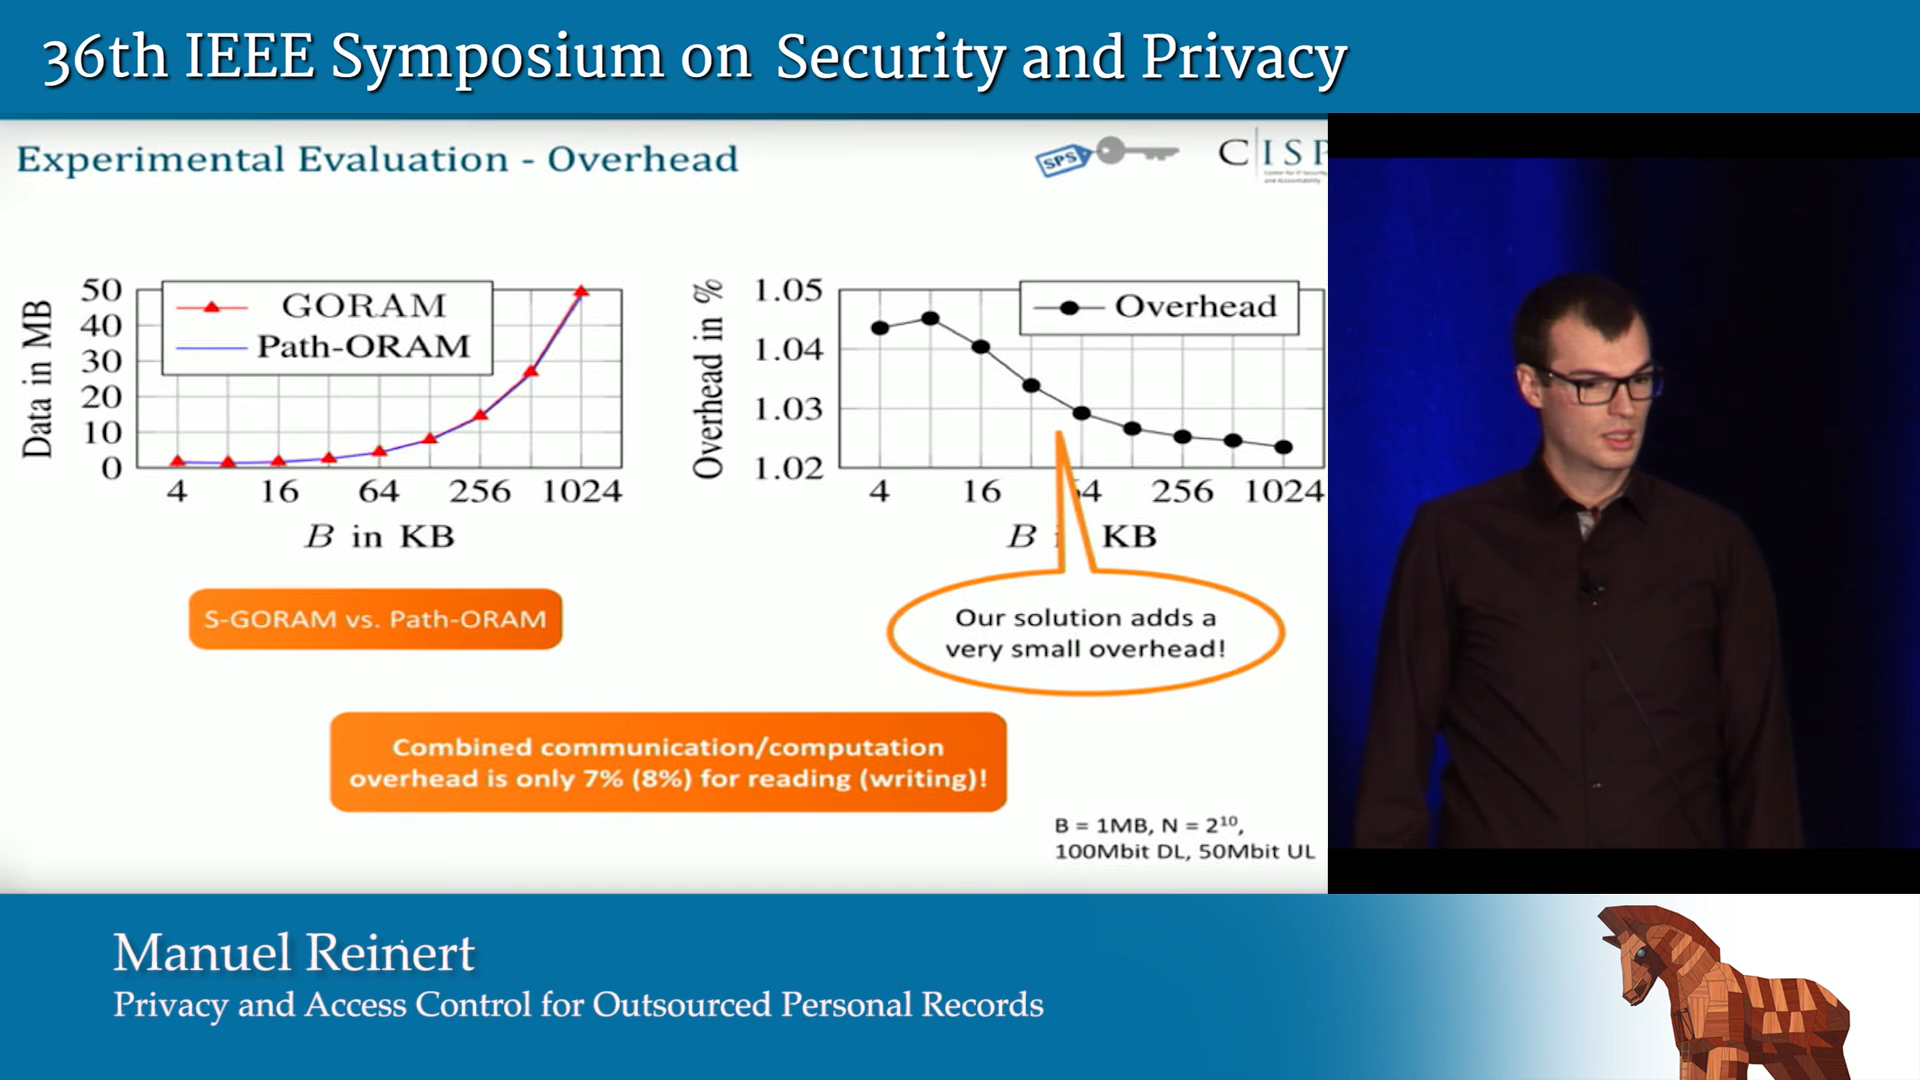 36th IEEE Symposium on Security and Privacy
Experimental Evaluation - Overhead
SPS
CISP
Data in MB
50
40
30
20
10
0
GORAM
Path-ORAM
4 16 64 256 1024
B in KB
Overhead in %
1.05
1.04
1.03
1.02
Overhead
4 16 64 256 1024
B KB
S-GORAM vs. Path-ORAM
Our solution adds a
very small overhead!
Combined communication/computation
overhead is only 7% (8%) for reading (writing)!
B = 1MB, N = 2¹⁰,
100Mbit DL, 50Mbit UL
Manuel Reinert
Privacy and Access Control for Outsourced Personal Records